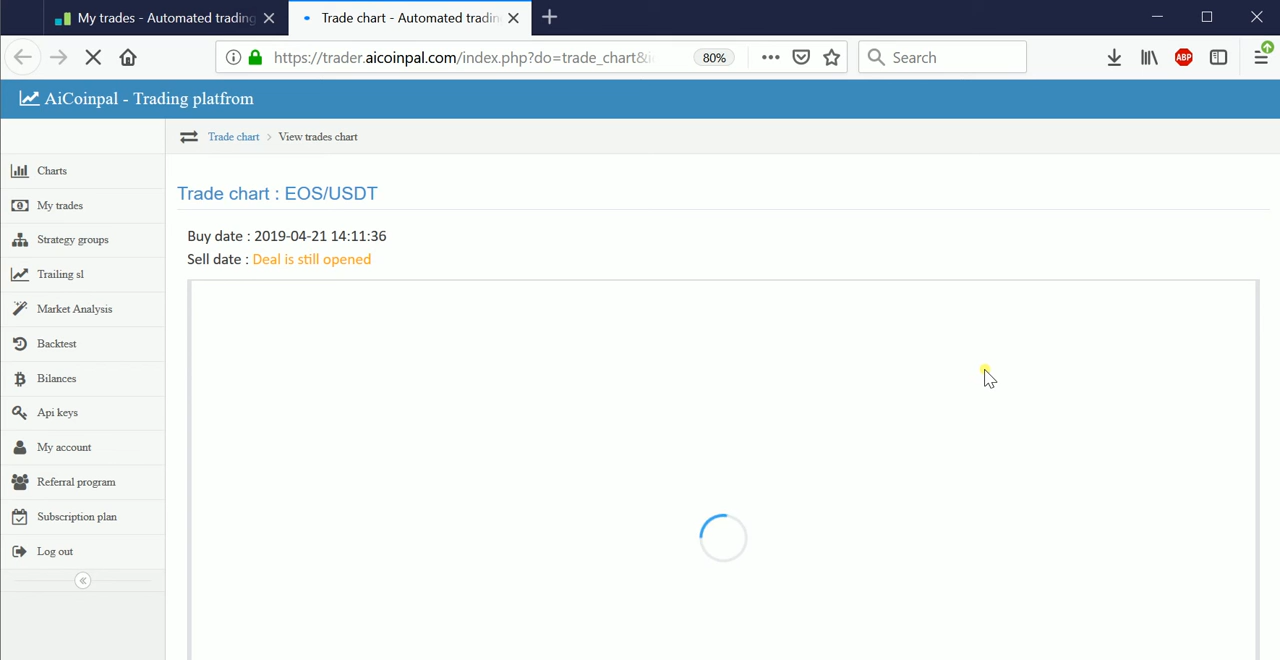 My trades - Automated trading
Trade chart - Automated tradin
https://trader.aicoinpal.com/index.php?do=trade_chart&i
80%
Search
ABP
AiCoinpal - Trading platfrom
Trade chart > View trades chart
Charts
My trades
Strategy groups
Trailing sl
Market Analysis
Backtest
Bilances
Api keys
My account
Referral program
Subscription plan
Log out
Trade chart : EOS/USDT
Buy date : 2019-04-21 14:11:36
Sell date : Deal is still opened